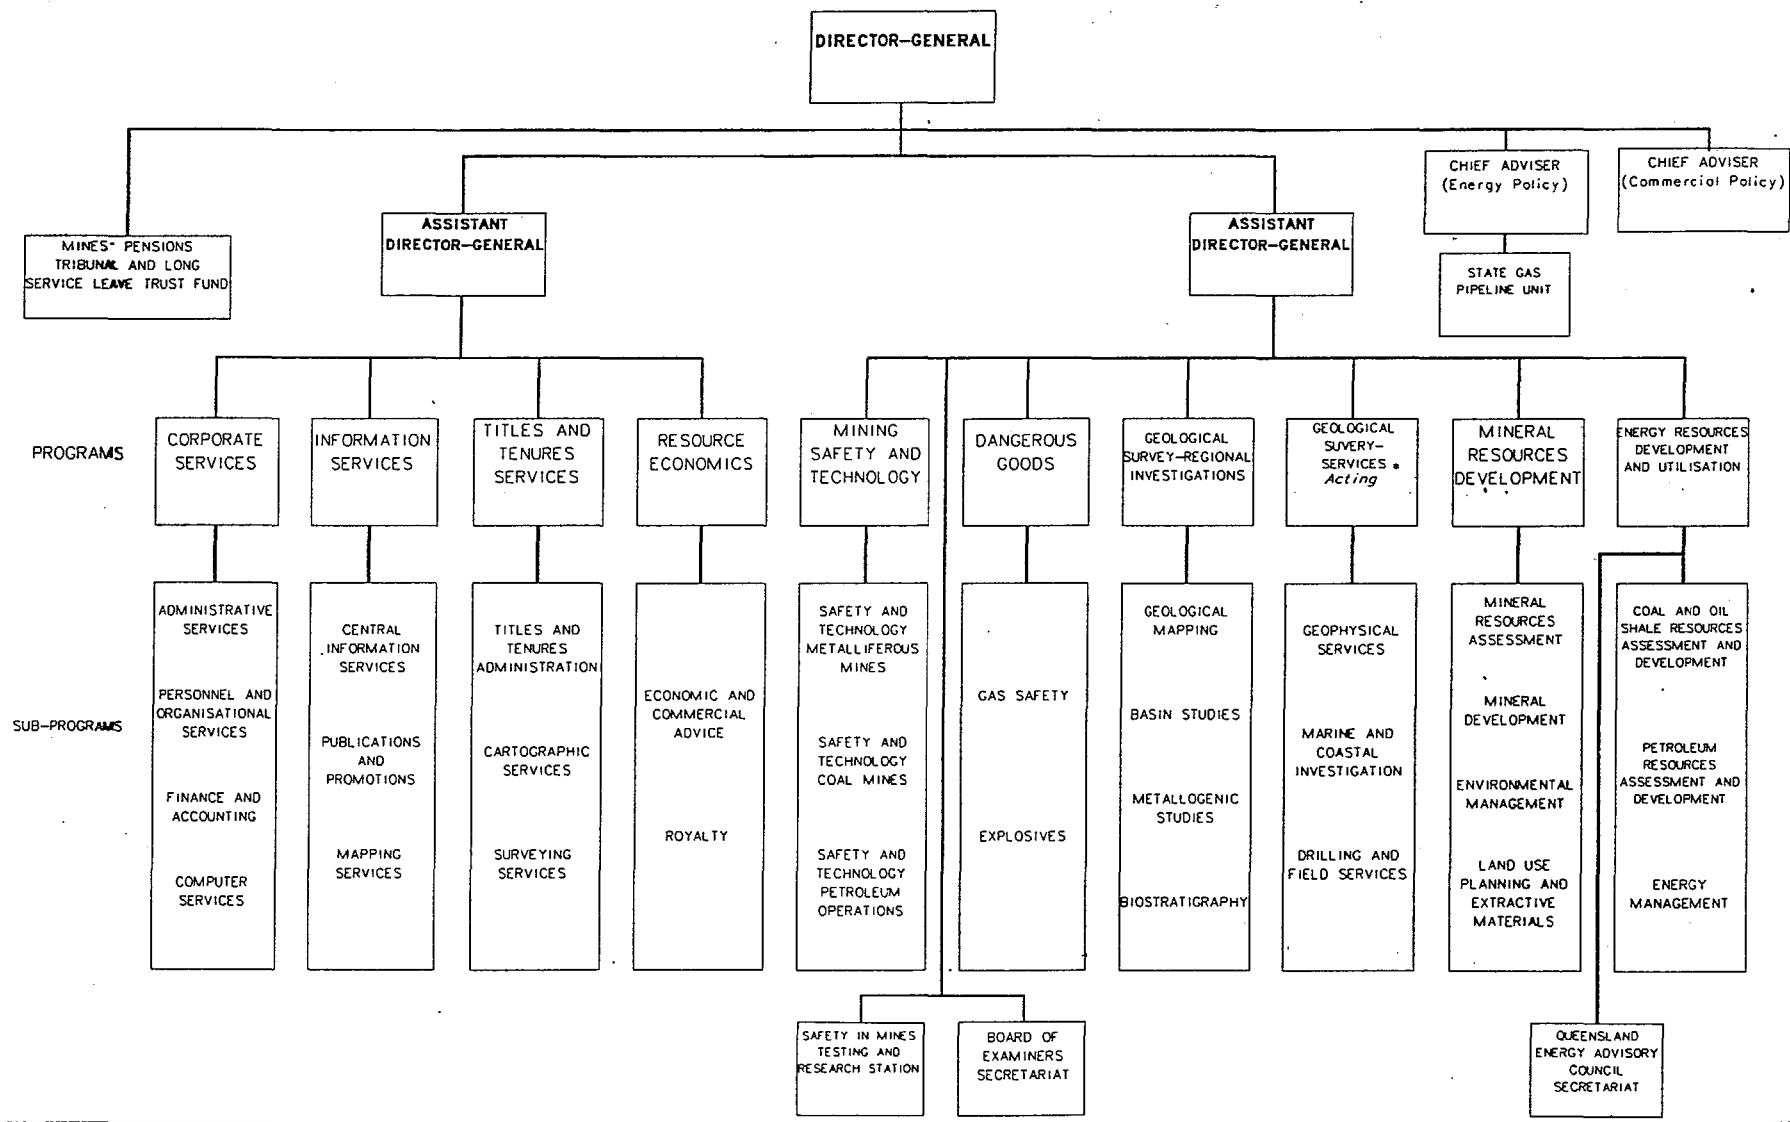 DIRECTOR-GENERAL
CHIEF ADVISER
(Energy Policy)
CHIEF ADVISER
(Commercial Policy)
MINES' PENSIONS
TRIBUNAL AND LONG
SERVICE LEAVE TRUST FUND
ASSISTANT
DIRECTOR-GENERAL
ASSISTANT
DIRECTOR-GENERAL
STATE GAS
PIPELINE UNIT
PROGRAMS
CORPORATE
SERVICES
INFORMATION
SERVICES
TITLES AND
TENURES
SERVICES
RESOURCE
ECONOMICS
MINING
SAFETY AND
TECHNOLOGY
DANGEROUS
GOODS
GEOLOGICAL
SURVEY-REGIONAL
INVESTIGATIONS
GEOLOGICAL
SUVERY-
SERVICES
Acting
MINERAL
RESOURCES
DEVELOPMENT
ENERGY RESOURCES
DEVELOPMENT
AND UTILISATION
SUB-PROGRAMS
ADMINISTRATIVE
SERVICES
PERSONNEL AND
ORGANISATIONAL
SERVICES
FINANCE AND
ACCOUNTING
COMPUTER
SERVICES
CENTRAL
INFORMATION
SERVICES
PUBLICATIONS
AND
PROMOTIONS
MAPPING
SERVICES
TITLES AND
TENURES
ADMINISTRATION
CARTOGRAPHIC
SERVICES
SURVEYING
SERVICES
ECONOMIC AND
COMMERCIAL
ADVICE
ROYALTY
SAFETY AND
TECHNOLOGY
METALLIFEROUS
MINES
SAFETY AND
TECHNOLOGY
COAL MINES
SAFETY AND
TECHNOLOGY
PETROLEUM
OPERATIONS
GAS SAFETY
EXPLOSIVES
GEOLOGICAL
MAPPING
BASIN STUDIES
METALLOGENIC
STUDIES
BIOSTRATIGRAPHY
GEOPHYSICAL
SERVICES
MARINE AND
COASTAL
INVESTIGATION
DRILLING AND
FIELD SERVICES
MINERAL
RESOURCES
ASSESSMENT
MINERAL
DEVELOPMENT
ENVIRONMENTAL
MANAGEMENT
LAND USE
PLANNING AND
EXTRACTIVE
MATERIALS
COAL AND OIL
SHALE RESOURCES
ASSESSMENT AND
DEVELOPMENT
PETROLEUM
RESOURCES
ASSESSMENT AND
DEVELOPMENT
ENERGY
MANAGEMENT
SAFETY IN MINES
TESTING AND
RESEARCH STATION
BOARD OF
EXAMINERS
SECRETARIAT
QUEENSLAND
ENERGY ADVISORY
COUNCIL
SECRETARIAT